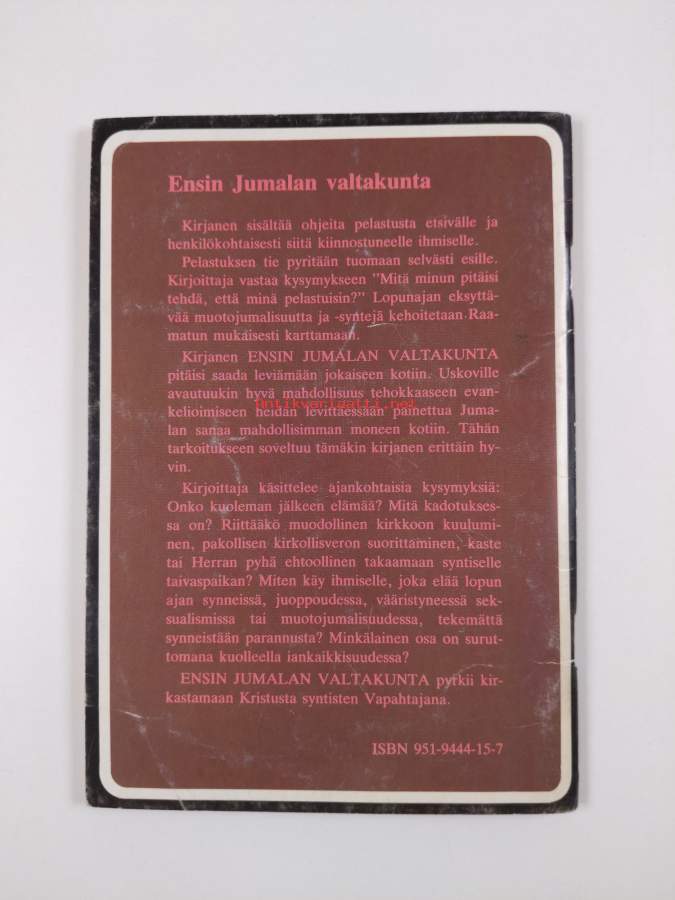 Ensin Jumalan valtakunta
Kirjanen sisältää ohjeita pelastusta etsivälle ja
henkilökohtaisesti siitä kiinnostuneelle ihmiselle.
Pelastuksen tie pyritään tuomaan selvästi esille.
Kirjoittaja vastaa kysymykseen "Mitä minun pitäisi
tehdä, että minä pelastuisin?" Lopunajan eksyttä-
vää muotojumalisuutta ja -syntejä kehoitetaan Raa-
matun mukaisesti karttamaan.
Kirjanen ENSIN JUMALAN VALTAKUNTA
pitäisi saada leviämään jokaiseen kotiin. Uskoville
avautuukin hyvä mahdollisuus tehokkaaseen evan-
antikvariaatti.net
kelioimiseen heidän levittäessään painettua Juma-
lan sanaa mahdollisimman moneen kotiin. Tähän
tarkoitukseen soveltuu tämäkin kirjanen erittäin hy-
vin.
Kirjoittaja käsittelee ajankohtaisia kysymyksiä:
Onko kuoleman jälkeen elämää? Mitä kadotukses-
sa on? Riittääkö muodollinen kirkkoon kuulumi-
nen, pakollisen kirkollisveron suorittaminen, kaste
tai Herran pyhä ehtoollinen takaamaan syntiselle
taivaspaikan? Miten käy ihmiselle, joka elää lopun
ajan synneissä, juoppoudessa, vääristyneessä sek-
sualismissa tai muotojumalisuudessa, tekemättä
synneistään parannusta? Minkälainen osa on surut-
tomana kuolleella iankaikkisuudessa?
ENSIN JUMALAN VALTAKUNTA pyrkii kir-
kastamaan Kristusta syntisten Vapahtajana.
ISBN 951-9444-15-7